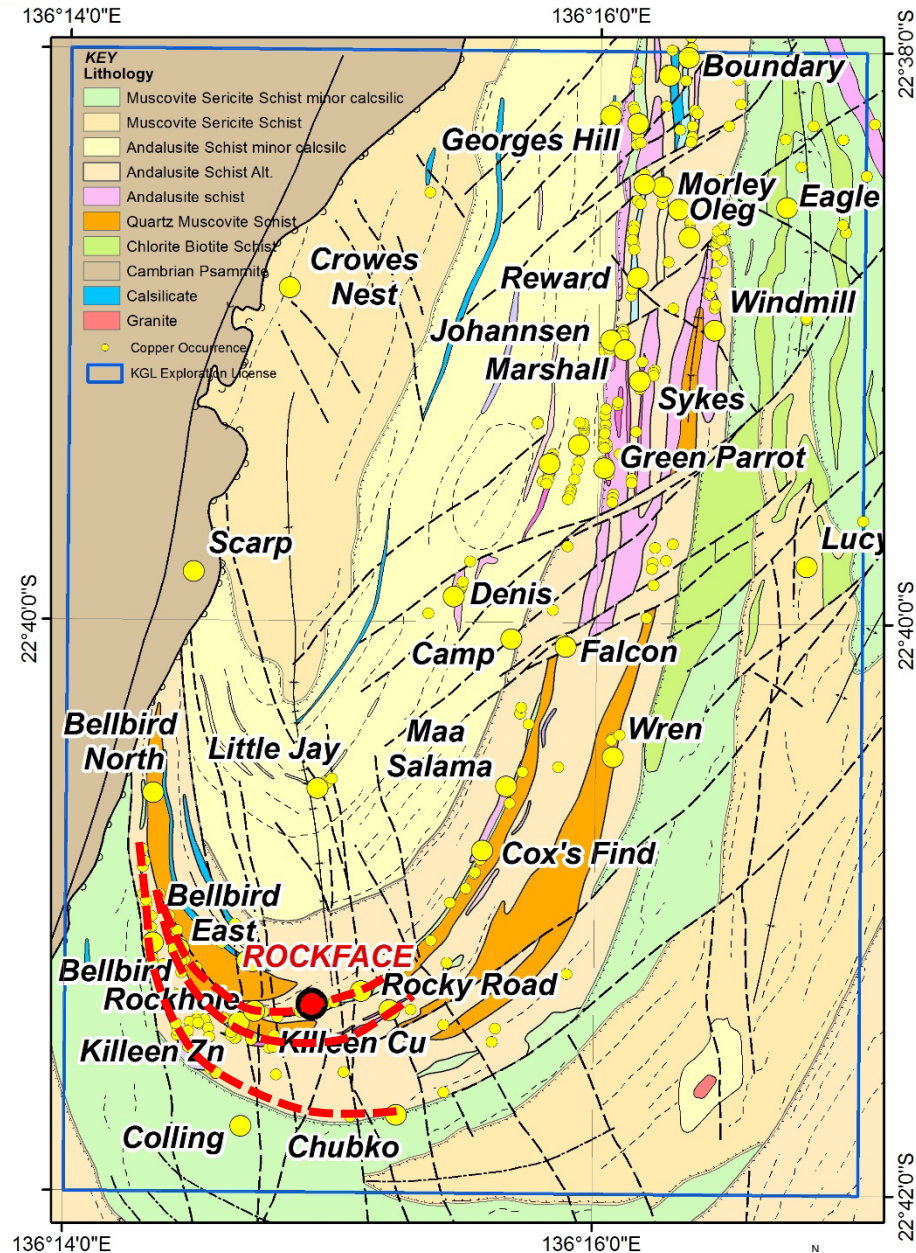 136°14'0"E
136°16'0"E
22°38'0"S
KEY
Lithology
Muscovite Sericite Schist minor calcsilic
Muscovite Sericite Schist
Andalusite Schist minor calcsilc
Andalusite Schist Alt.
Andalusite schist
Quartz Muscovite Schist
Chlorite Biotite Schist
Cambrian Psammite
Calsilicate
Granite
Copper Occurrence
KGL Exploration License
Boundary
Georges Hill
Morley
Oleg
Eagle
Crowes
Nest
Reward
Windmill
Johannsen
Marshall
Sykes
Green Parrot
Scarp
Lucy
22°40'0"S
22°40'0"S
Denis
Camp
Falcon
Bellbird
North
Little Jay
Maa
Salama
Wren
Cox's Find
Bellbird
East
ROCKFACE
Bellbird
Rocky Road
Rockhole
Killeen Zn
Killeen Cu
Colling
Chubko
22°42'0"S
136°14'0"E
136°16'0"E
N